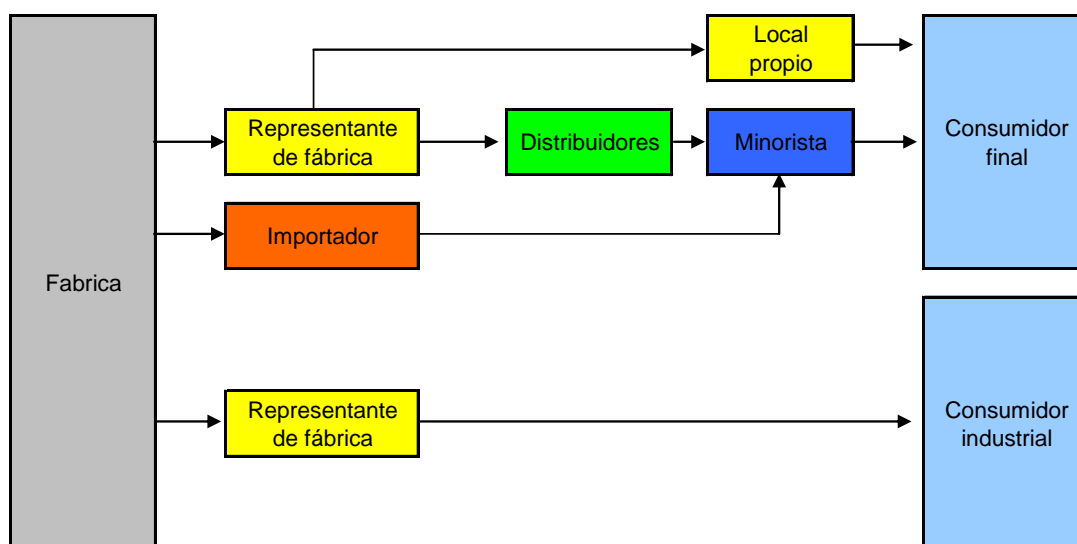 Local
propio
Representante
de fábrica
Distribuidores
Minorista
Consumidor
final
Importador
Fabrica
Representante
de fábrica
Consumidor
industrial